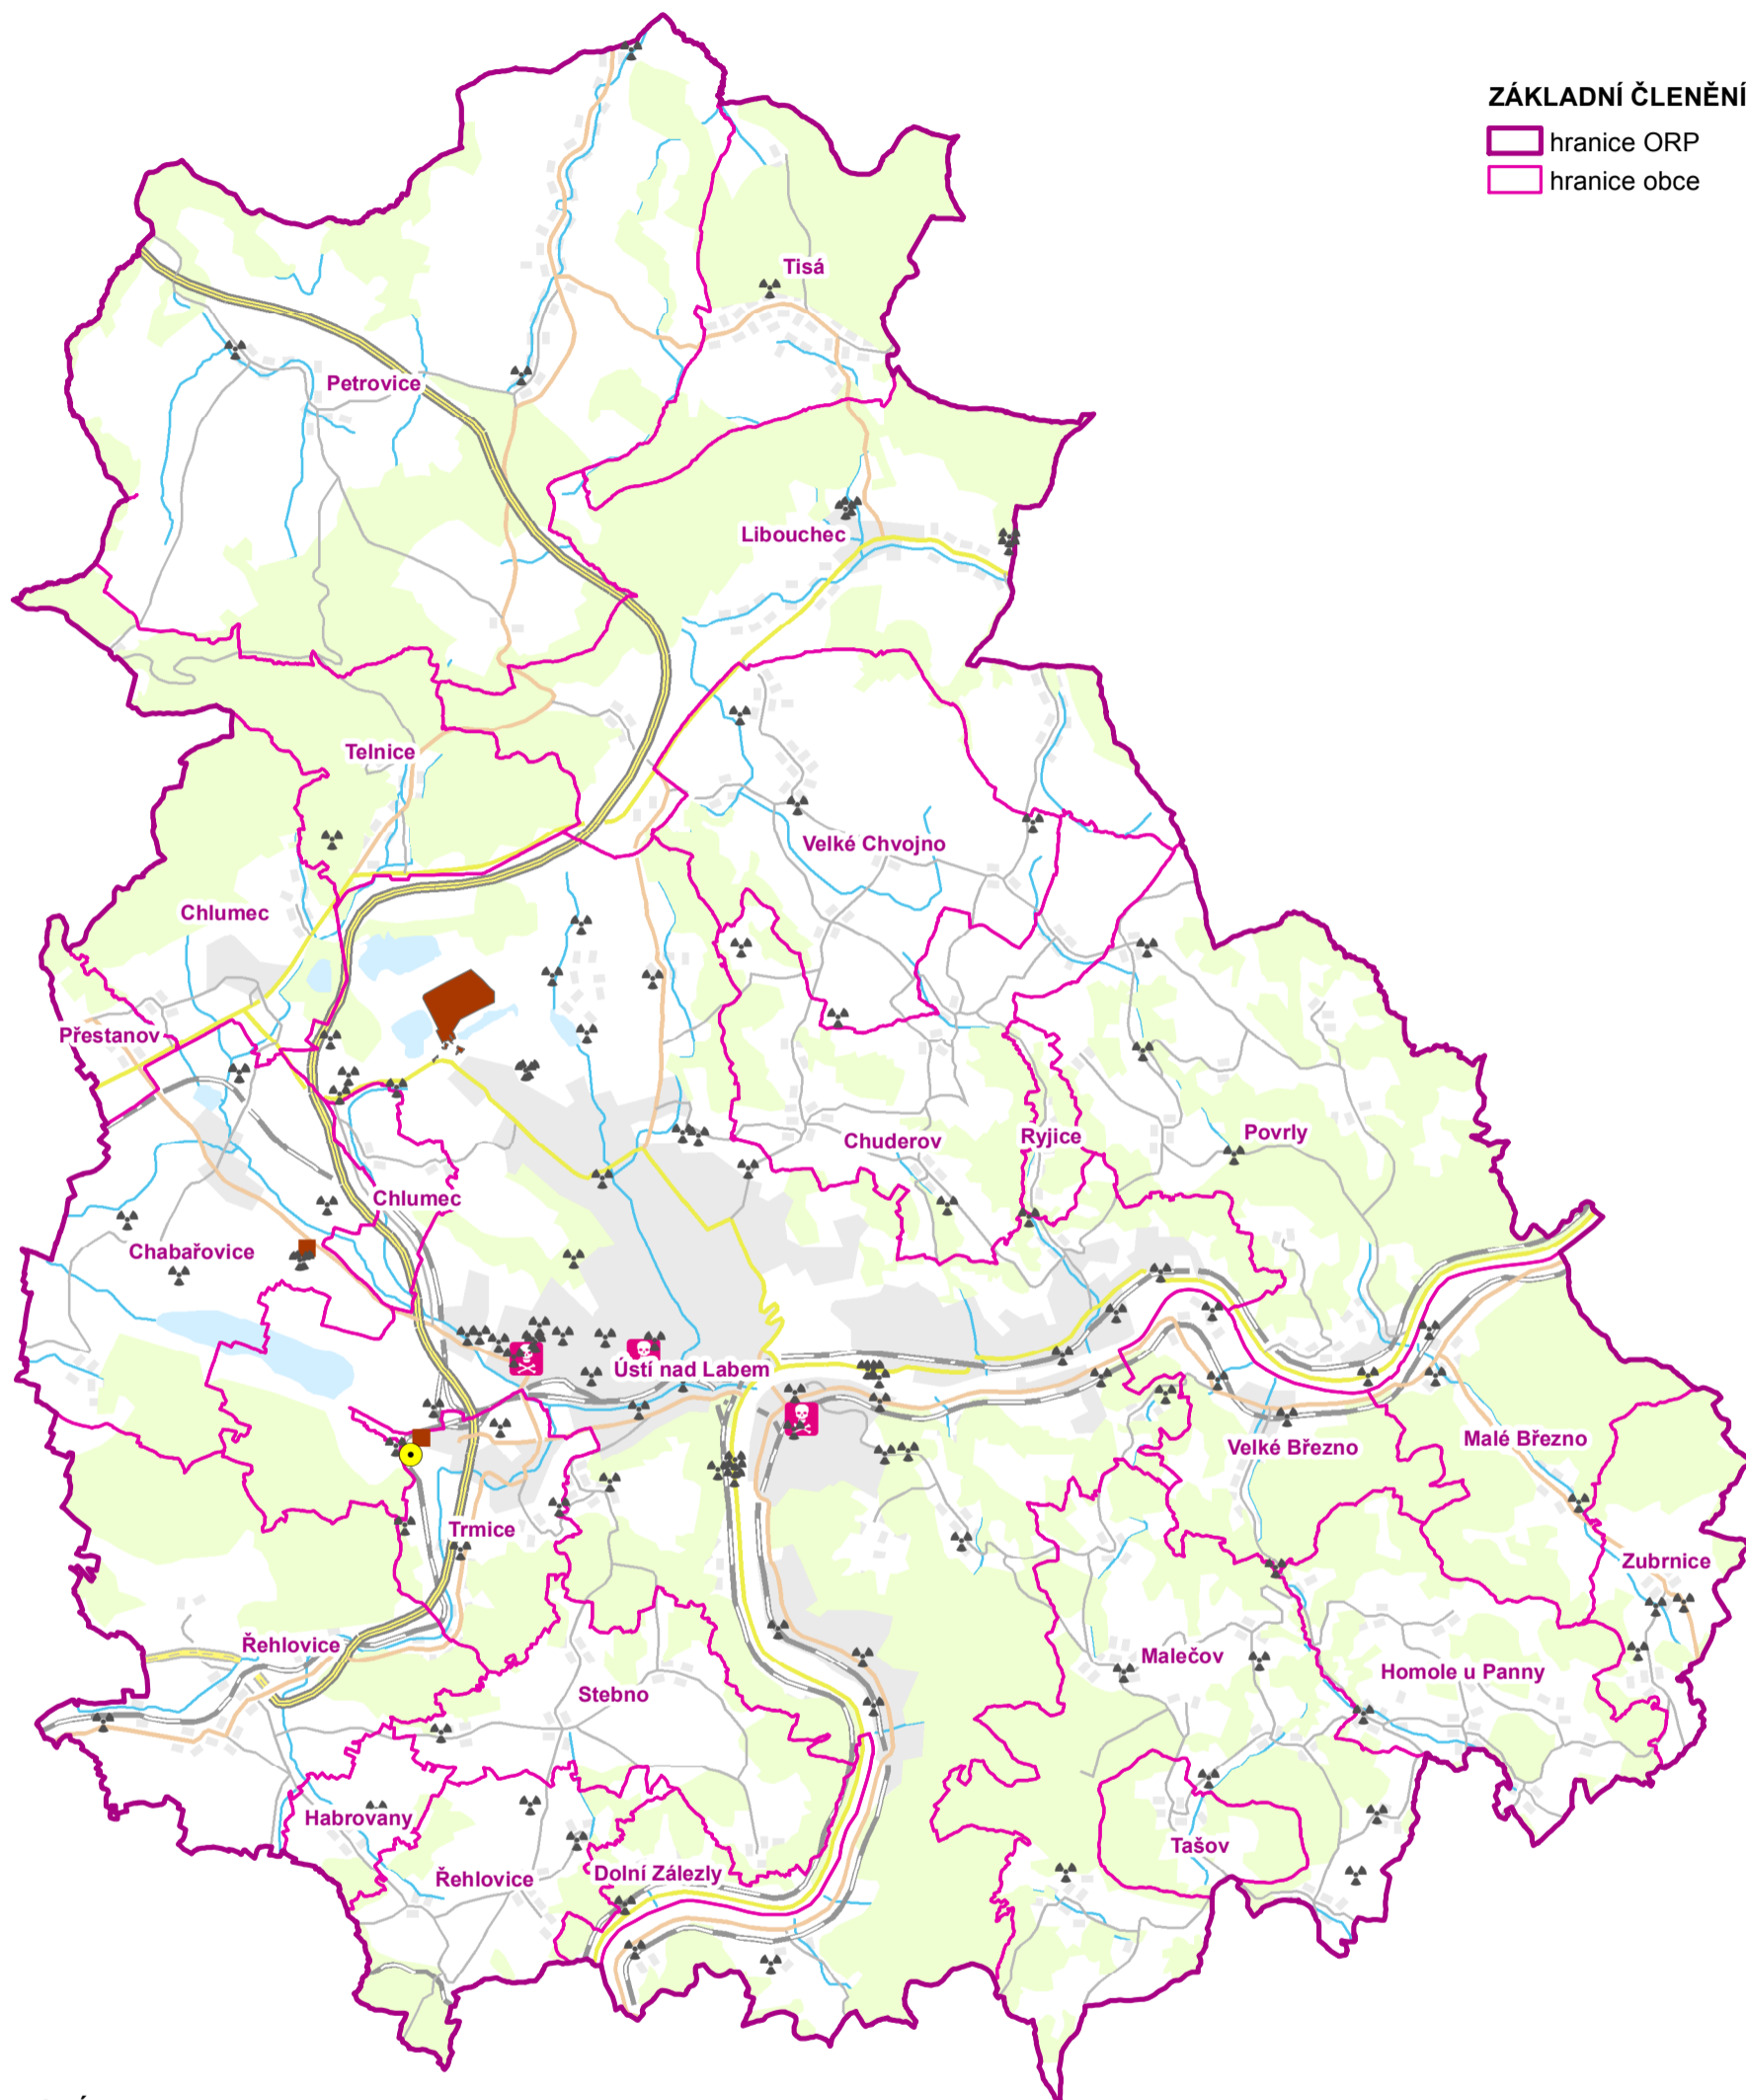 ZÁKLADNÍ ČLENĚNÍ
hranice ORP
hranice obce
Tisá
Petrovice
Libouchec
Telnice
Velké Chvojno
Chlumec
Přestanov
Chuderov
Ryjice
Povrly
Chlumec
Chabařovice
Ústí nad Labem
Velké Březno
Malé Březno
Trmice
Zubrnice
Řehlovice
Malečov
Homole u Panny
Stebno
Habrovany
Tašov
Řehlovice
Dolní Zálezly